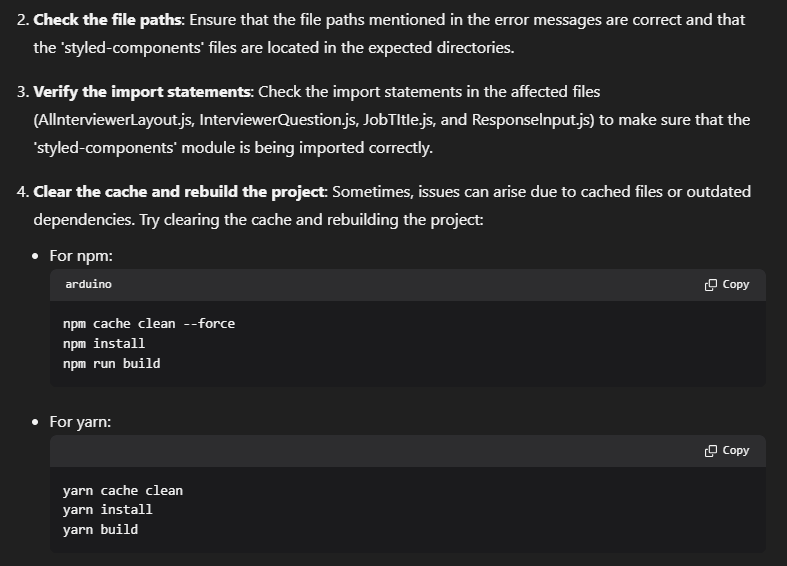 2. Check the file paths: Ensure that the file paths mentioned in the error messages are correct and that
the 'styled-components' files are located in the expected directories.
3. Verify the import statements: Check the import statements in the affected files
(AllnterviewerLayout.js, InterviewerQuestion.js, JobTItle.js, and ResponseInput.js) to make sure that the
'styled-components' module is being imported correctly.
4. Clear the cache and rebuild the project: Sometimes, issues can arise due to cached files or outdated
dependencies. Try clearing the cache and rebuilding the project:
• For npm:
arduino Copy
npm cache clean --force
npm install
npm run build
• For yarn:
Copy
yarn cache clean
yarn install
yarn build